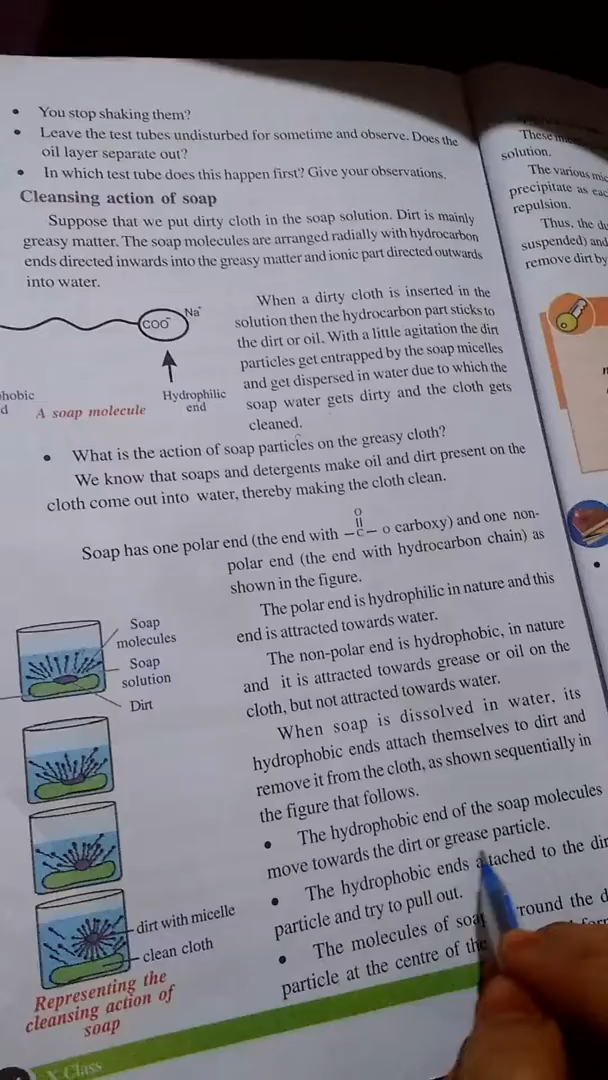 • You stop shaking them?
• Leave the test tubes undisturbed for sometime and observe. Does the
oil layer separate out?
• In which test tube does this happen first? Give your observations.
Cleansing action of soap
Suppose that we put dirty cloth in the soap solution. Dirt is mainly
greasy matter. The soap molecules are arranged radially with hydrocarbon
ends directed inwards into the greasy matter and ionic part directed outwards
into water.
COO⁻ Na⁺
Hydrophilic
end
A soap molecule
When a dirty cloth is inserted in the
solution then the hydrocarbon part sticks to
the dirt or oil. With a little agitation the dirt
particles get entrapped by the soap micelles
and get dispersed in water due to which the
soap water gets dirty and the cloth gets
cleaned.
• What is the action of soap particles on the greasy cloth?
We know that soaps and detergents make oil and dirt present on the
cloth come out into water, thereby making the cloth clean.
O
||
Soap has one polar end (the end with –C– o carboxy) and one non-
polar end (the end with hydrocarbon chain) as
shown in the figure.
The polar end is hydrophilic in nature and this
end is attracted towards water.
The non-polar end is hydrophobic, in nature
and it is attracted towards grease or oil on the
cloth, but not attracted towards water.
When soap is dissolved in water, its
hydrophobic ends attach themselves to dirt and
remove it from the cloth, as shown sequentially in
the figure that follows.
• The hydrophobic end of the soap molecules
move towards the dirt or grease particle.
• The hydrophobic ends attached to the
particle and try to pull out.
• The molecules of
particle at the centre of the
Soap
molecules
Soap
solution
Dirt
dirt with micelle
clean cloth
Representing the
cleansing action of
soap
X Class
These
solution.
The various
precipitate as
repulsion.
Thus, the
suspended) and
remove dirt by